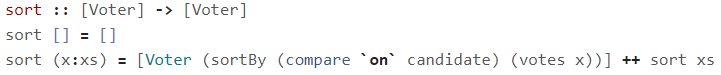 sort :: [Voter] -> [Voter]
sort [] = []
sort (x:xs) = [Voter (sortBy (compare `on` candidate) (votes x))] ++ sort xs